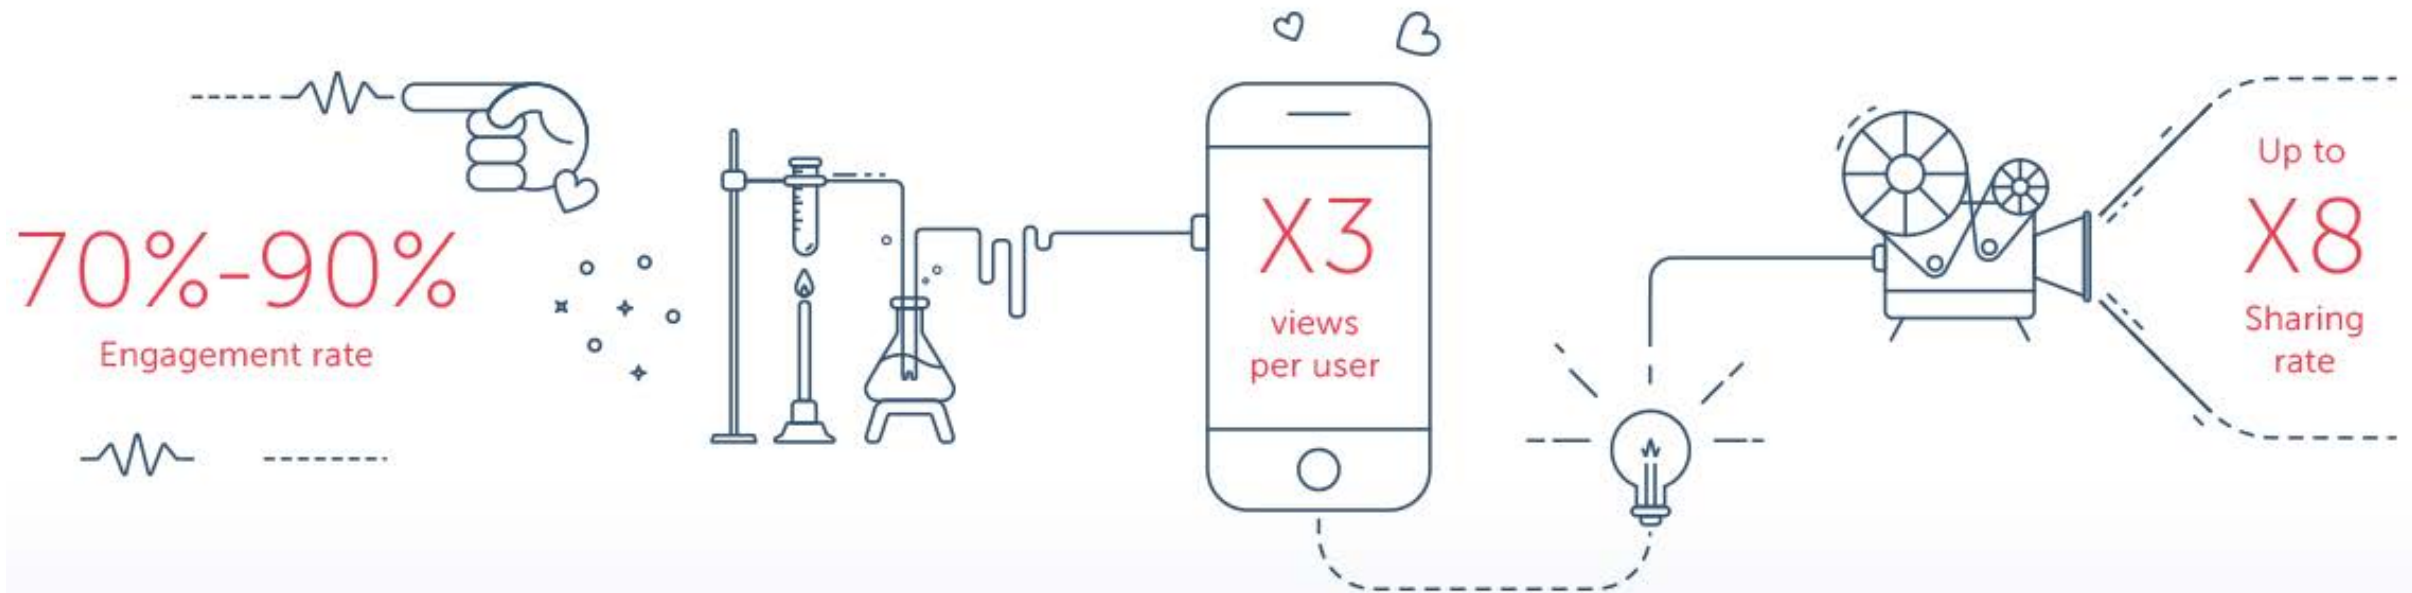 70%-90%
Engagement rate
X3
views
per user
Up to
X8
Sharing
rate